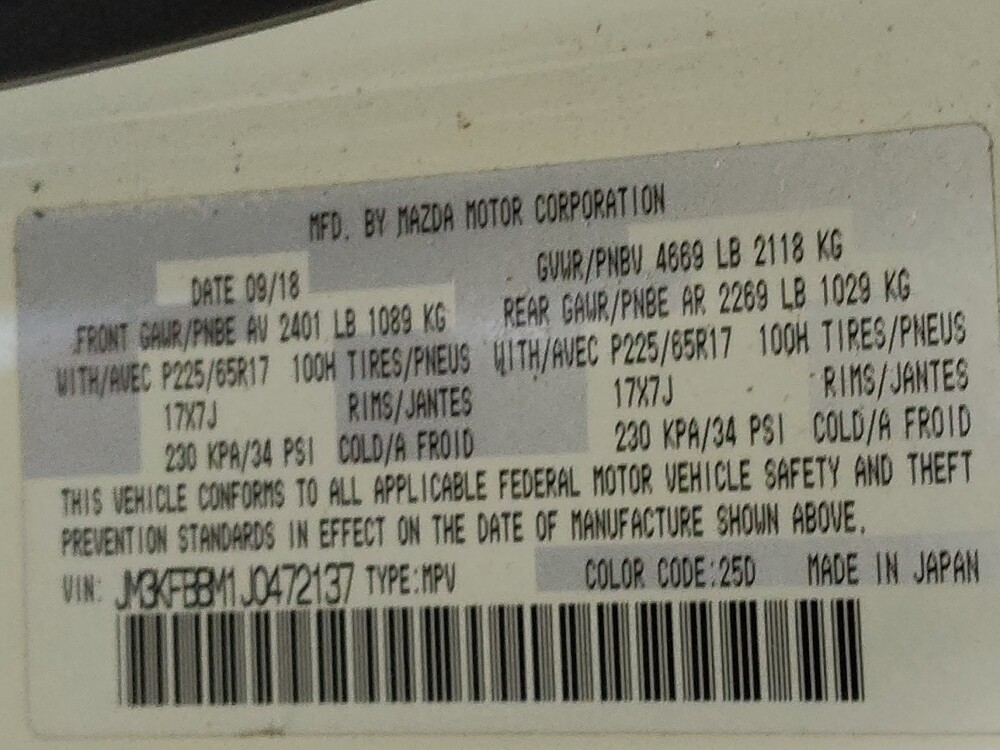 MFD. BY MAZDA MOTOR CORPORATION
DATE 09/18 GVWR/PNBV 4669 LB 2118 KG
FRONT GAWR/PNBE AV 2401 LB 1089 KG REAR GAWR/PNBE AR 2269 LB 1029 KG
WITH/AVEC P225/65R17 100H TIRES/PNEUS WITH/AVEC P225/65R17 100H TIRES/PNEUS
17X7J RIMS/JANTES 17X7J RIMS/JANTES
230 KPA/34 PSI COLD/A FROID 230 KPA/34 PSI COLD/A FROID
THIS VEHICLE CONFORMS TO ALL APPLICABLE FEDERAL MOTOR VEHICLE SAFETY AND THEFT
PREVENTION STANDARDS IN EFFECT ON THE DATE OF MANUFACTURE SHOWN ABOVE.
VIN: JM3KFBBM1J0472137 TYPE:MPV COLOR CODE:25D MADE IN JAPAN